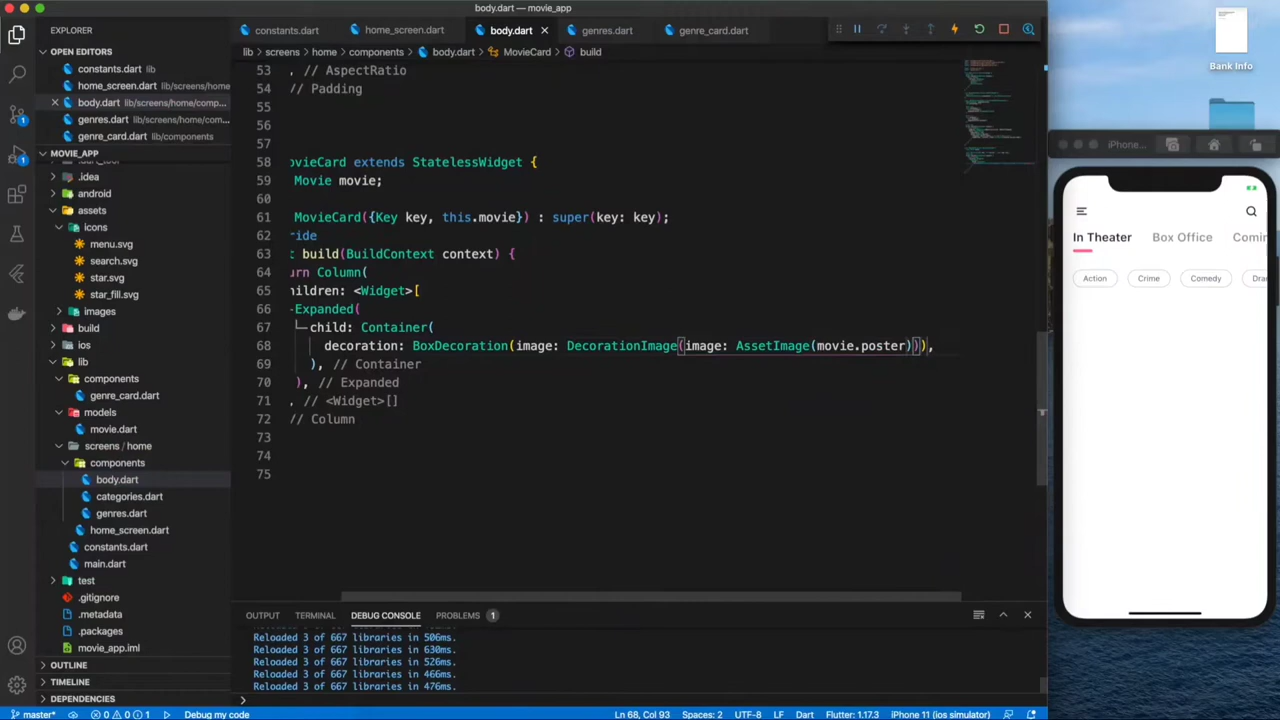 body.dart — movie_app
EXPLORER
OPEN EDITORS
constants.dart lib
home_screen.dart lib/screens/home
body.dart lib/screens/home/comp...
genres.dart lib/screens/home/como...
genre_card.dart lib/components
MOVIE_APP
.idea
android
assets
icons
menu.svg
search.svg
star.svg
star_fill.svg
images
build
ios
lib
components
genre_card.dart
models
movie.dart
screens / home
components
body.dart
categories.dart
genres.dart
home_screen.dart
constants.dart
main.dart
test
.gitignore
.metadata
.packages
movie_app.iml
OUTLINE
TIMELINE
DEPENDENCIES
constants.dart
home_screen.dart
body.dart
genres.dart
genre_card.dart
lib > screens > home > components > body.dart > MovieCard > build
53 // AspectRatio
54 // Padding
55
56
57
58 ovieCard extends StatelessWidget {
59 Movie movie;
60
61 MovieCard({Key key, this.movie}) : super(key: key);
62 ride
63 t build(BuildContext context) {
64 urn Column(
65 hildren: <Widget>[
66 Expanded(
67 child: Container(
68 decoration: BoxDecoration(image: DecorationImage(image: AssetImage(movie.poster))),
69 ), // Container
70 ), // Expanded
71 , // <Widget>[]
72 // Column
73
74
75
OUTPUT
TERMINAL
DEBUG CONSOLE
PROBLEMS
1
Reloaded 3 of 667 libraries in 506ms.
Reloaded 3 of 667 libraries in 630ms.
Reloaded 3 of 667 libraries in 526ms.
Reloaded 3 of 667 libraries in 466ms.
Reloaded 3 of 667 libraries in 476ms.
master*
0
0
1
Debug my code
Ln 68, Col 93
Spaces: 2
UTF-8
LF
Dart
Flutter: 1.17.3
iPhone 11 (ios simulator)
Bank Info
iPhone...
In Theater
Box Office
Comin
Action
Crime
Comedy
Dra